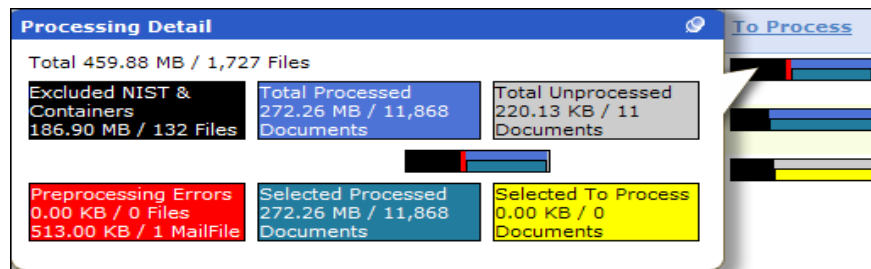 Processing Detail
To Process
Total 459.88 MB / 1,727 Files
Excluded NIST &
Containers
186.90 MB / 132 Files
Total Processed
272.26 MB / 11,868
Documents
Total Unprocessed
220.13 KB / 11
Documents
Preprocessing Errors
0.00 KB / 0 Files
513.00 KB / 1 MailFile
Selected Processed
272.26 MB / 11,868
Documents
Selected To Process
0.00 KB / 0
Documents